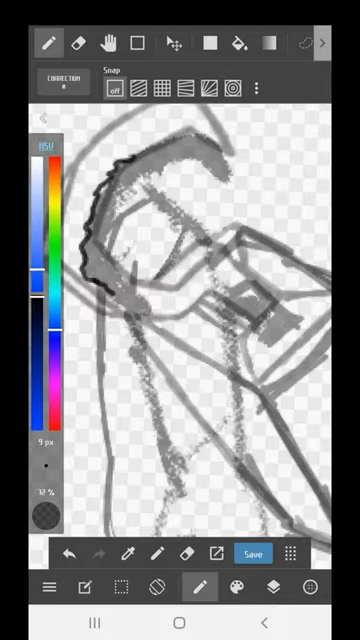 Snap
CORRECTION
0
off
HSV
9 px
72 %
Save